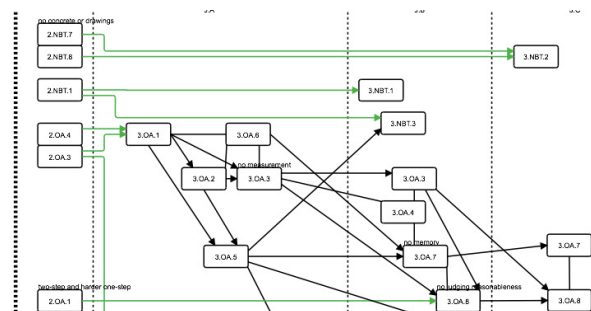 3.A
3.B
3.C
no concrete or drawings
2.NBT.7
2.NBT.8
3.NBT.2
2.NBT.1
3.NBT.1
3.NBT.3
2.OA.4
3.OA.1
3.OA.6
2.OA.3
no measurement
3.OA.2
3.OA.3
3.OA.3
3.OA.4
no memory
3.OA.5
3.OA.7
3.OA.7
two-step and harder one-step
no judging reasonableness
2.OA.1
3.OA.8
3.OA.8